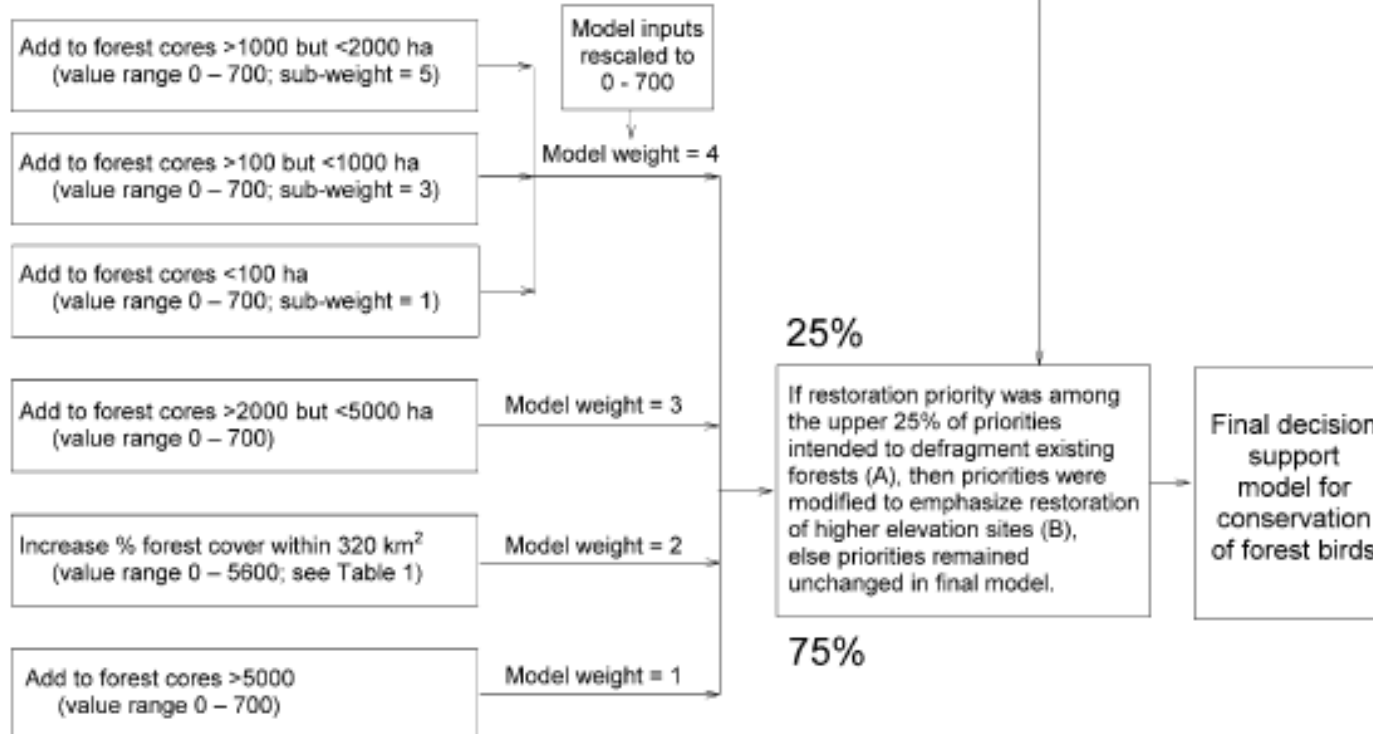 Add to forest cores >1000 but <2000 ha
(value range 0 – 700; sub-weight = 5)
Model inputs
rescaled to
0 - 700
Add to forest cores >100 but <1000 ha
(value range 0 – 700; sub-weight = 3)
Model weight = 4
Add to forest cores <100 ha
(value range 0 – 700; sub-weight = 1)
Add to forest cores >2000 but <5000 ha
(value range 0 – 700)
Model weight = 3
Increase % forest cover within 320 km²
(value range 0 – 5600; see Table 1)
Model weight = 2
Add to forest cores >5000
(value range 0 – 700)
Model weight = 1
25%
If restoration priority was among
the upper 25% of priorities
intended to defragment existing
forests (A), then priorities were
modified to emphasize restoration
of higher elevation sites (B),
else priorities remained
unchanged in final model.
75%
Final decision
support
model for
conservation
of forest birds